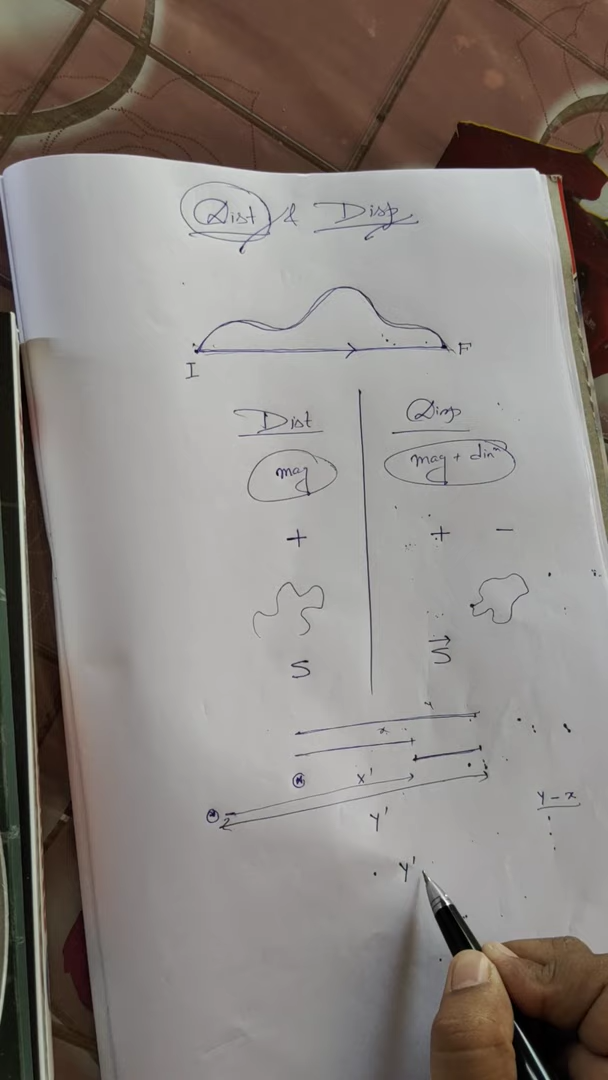 Dist & Disp
I F
Dist Disp
mag mag + dirⁿ
+ + -
S S⃗
y
x
x'
y'
y - x
y'